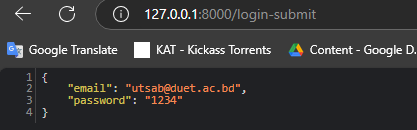 127.0.0.1:8000/login-submit
Google Translate KAT - Kickass Torrents Content - Google D.
1 {
2 "email": "utsab@duet.ac.bd",
3 "password": "1234"
4 }